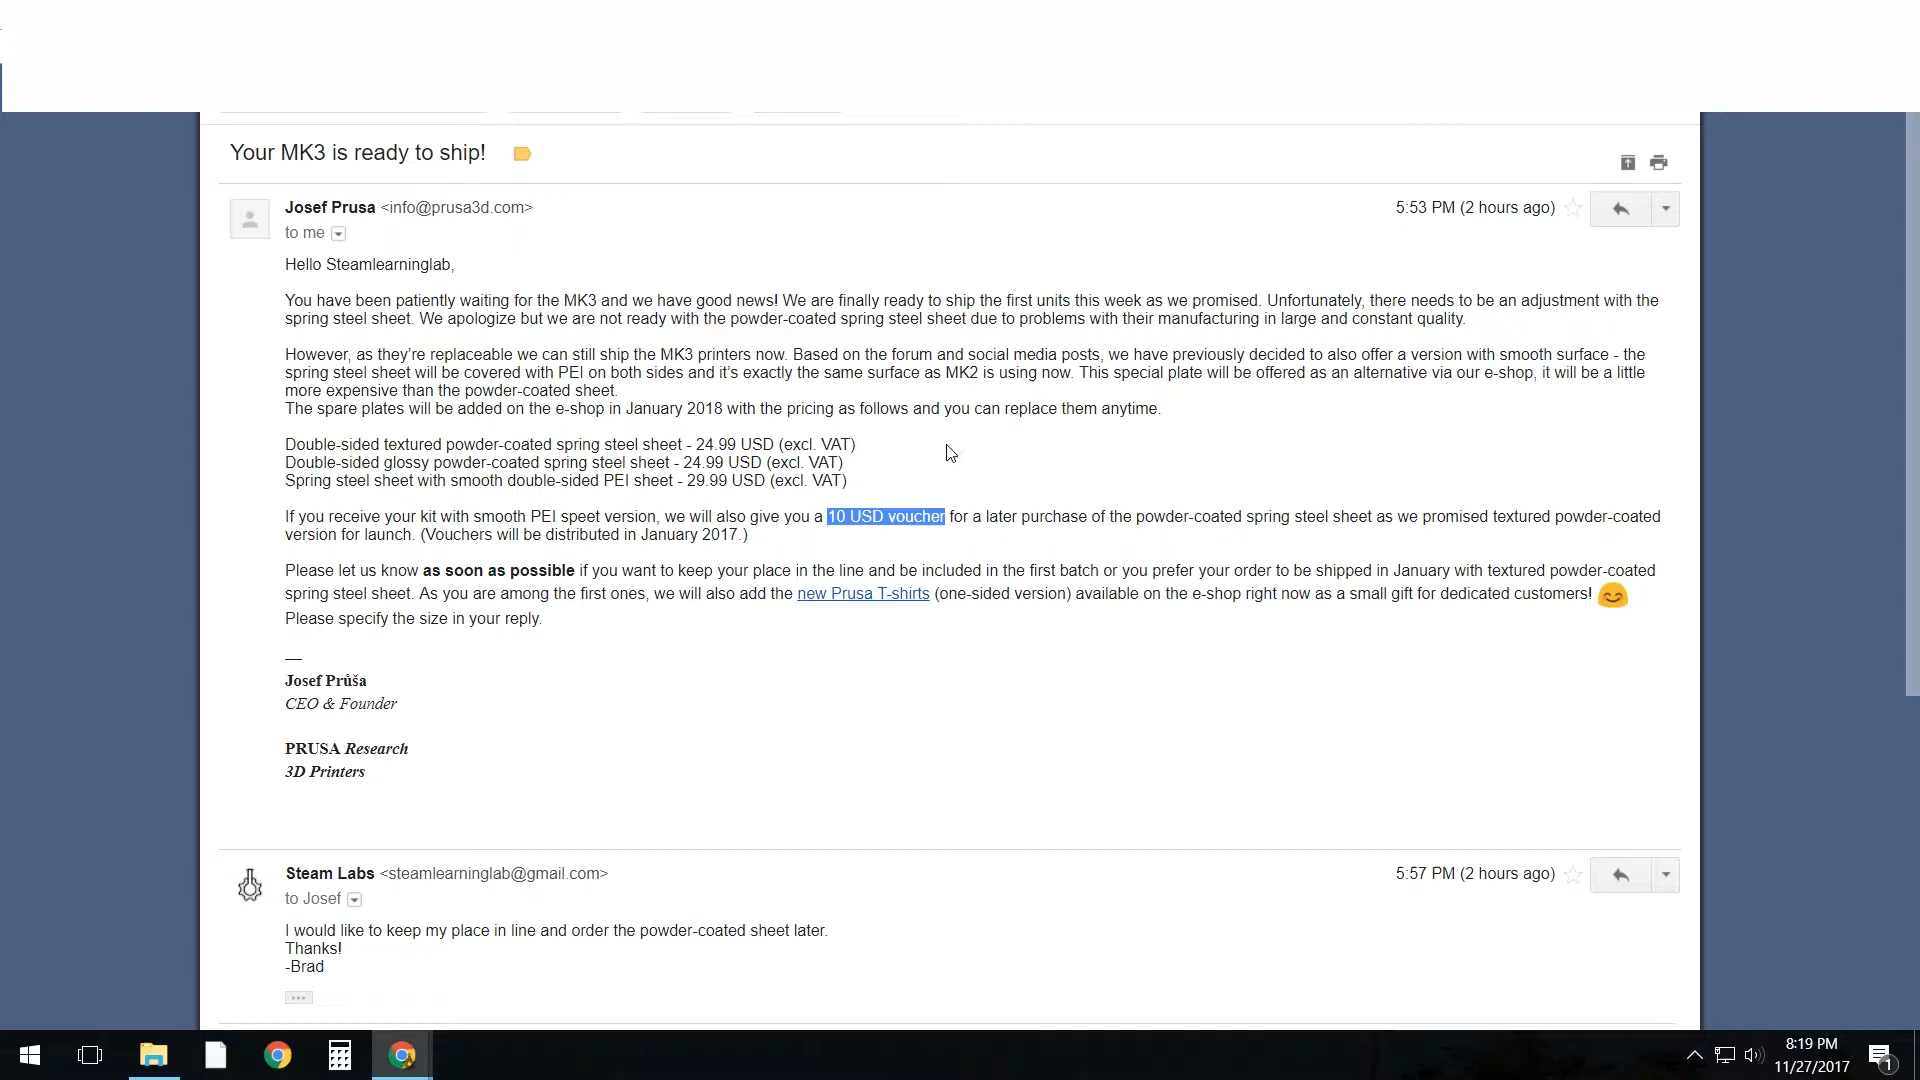 Your MK3 is ready to ship!
Josef Prusa <info@prusa3d.com>
5:53 PM (2 hours ago)
to me
Hello Steamlearninglab,
You have been patiently waiting for the MK3 and we have good news! We are finally ready to ship the first units this week as we promised. Unfortunately, there needs to be an adjustment with the
spring steel sheet. We apologize but we are not ready with the powder-coated spring steel sheet due to problems with their manufacturing in large and constant quality.
However, as they're replaceable we can still ship the MK3 printers now. Based on the forum and social media posts, we have previously decided to also offer a version with smooth surface - the
spring steel sheet will be covered with PEI on both sides and it's exactly the same surface as MK2 is using now. This special plate will be offered as an alternative via our e-shop, it will be a little
more expensive than the powder-coated sheet.
The spare plates will be added on the e-shop in January 2018 with the pricing as follows and you can replace them anytime.
Double-sided textured powder-coated spring steel sheet - 24.99 USD (excl. VAT)
Double-sided glossy powder-coated spring steel sheet - 24.99 USD (excl. VAT)
Spring steel sheet with smooth double-sided PEI sheet - 29.99 USD (excl. VAT)
If you receive your kit with smooth PEI speet version, we will also give you a 10 USD voucher for a later purchase of the powder-coated spring steel sheet as we promised textured powder-coated
version for launch. (Vouchers will be distributed in January 2017.)
Please let us know as soon as possible if you want to keep your place in the line and be included in the first batch or you prefer your order to be shipped in January with textured powder-coated
spring steel sheet. As you are among the first ones, we will also add the new Prusa T-shirts (one-sided version) available on the e-shop right now as a small gift for dedicated customers! 😊
Please specify the size in your reply.
—
Josef Průša
CEO & Founder
PRUSA Research
3D Printers
Steam Labs <steamlearninglab@gmail.com>
5:57 PM (2 hours ago)
to Josef
I would like to keep my place in line and order the powder-coated sheet later.
Thanks!
-Brad
8:19 PM
11/27/2017
1